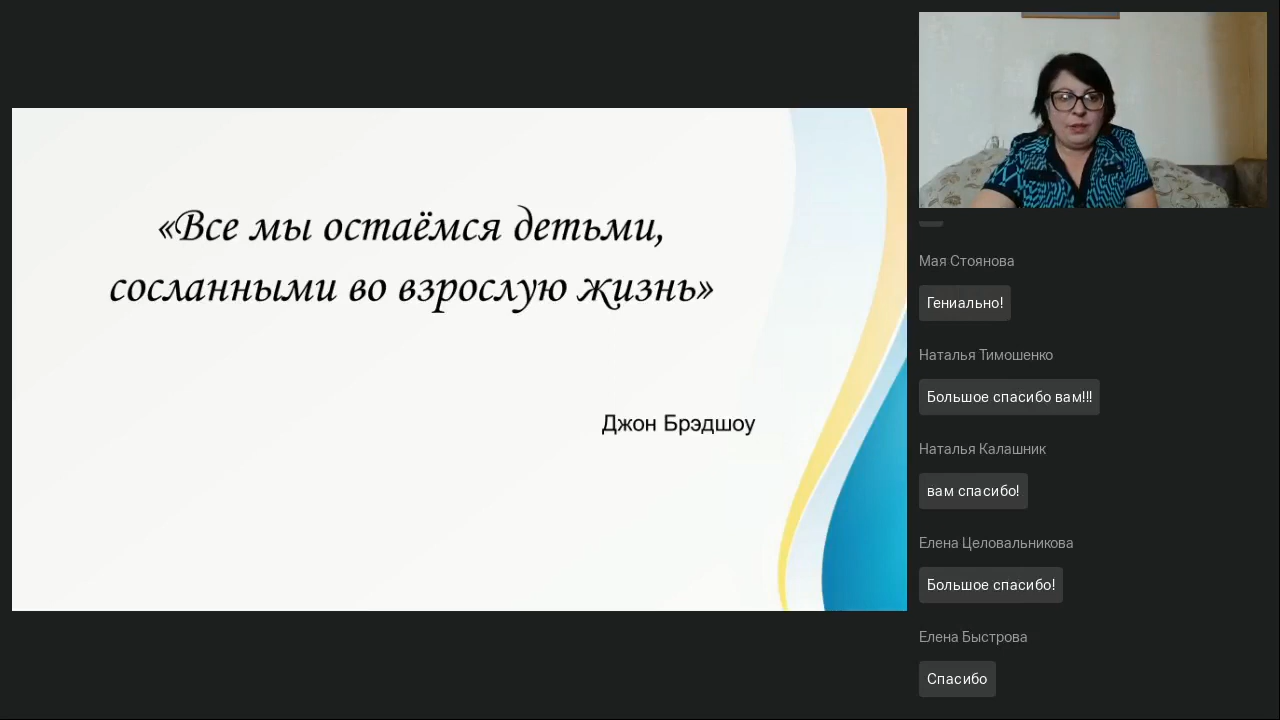 «Все мы остаёмся детьми,
сосланными во взрослую жизнь»
Джон Брэдшоу
Мая Стоянова
Гениально!
Наталья Тимошенко
Большое спасибо вам!!!
Наталья Калашник
вам спасибо!
Елена Целовальникова
Большое спасибо!
Елена Быстрова
Спасибо